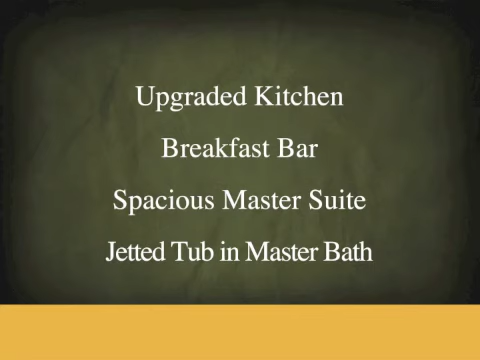 Upgraded Kitchen
Breakfast Bar
Spacious Master Suite
Jetted Tub in Master Bath